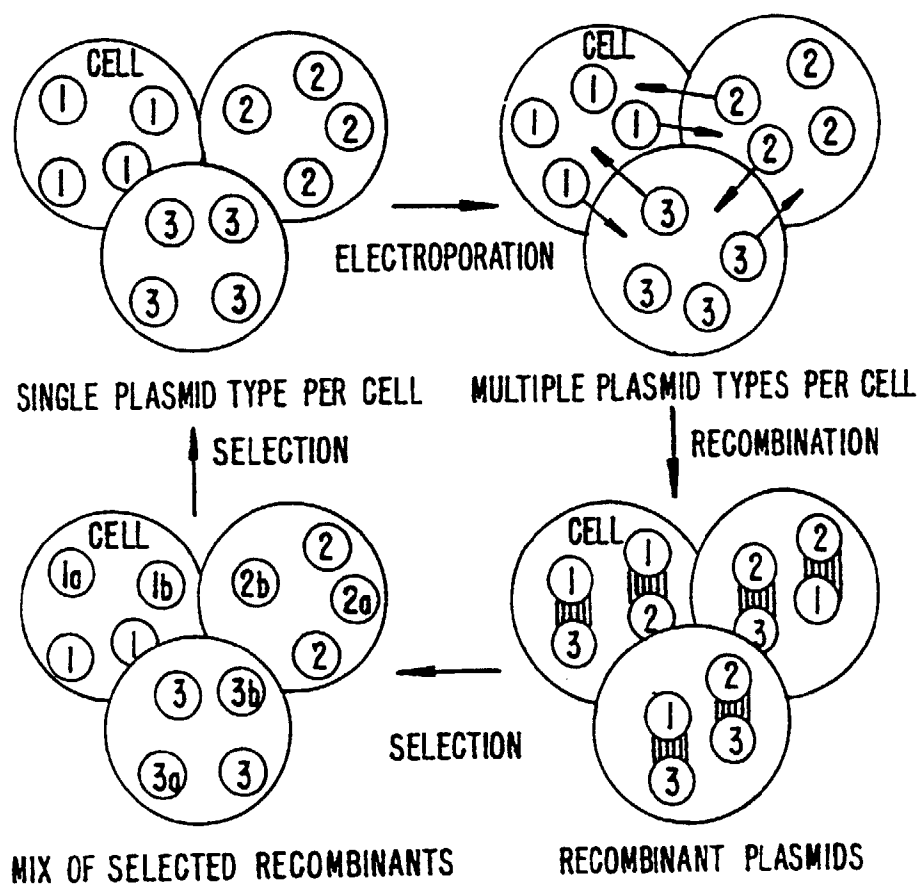 CELL
1 1 1 1
2 2 2 2
3 3
3 3
ELECTROPORATION
CELL
1 1 1 1
2 2 2 2
3 3 3 3
SINGLE PLASMID TYPE PER CELL
MULTIPLE PLASMID TYPES PER CELL
SELECTION
RECOMBINATION
CELL
1a 1b
1 1
2
2b 2a
2
3 3b
3a 3
SELECTION
CELL
1 1
3 2
2 2
3 1
1 2
3 3
MIX OF SELECTED RECOMBINANTS
RECOMBINANT PLASMIDS